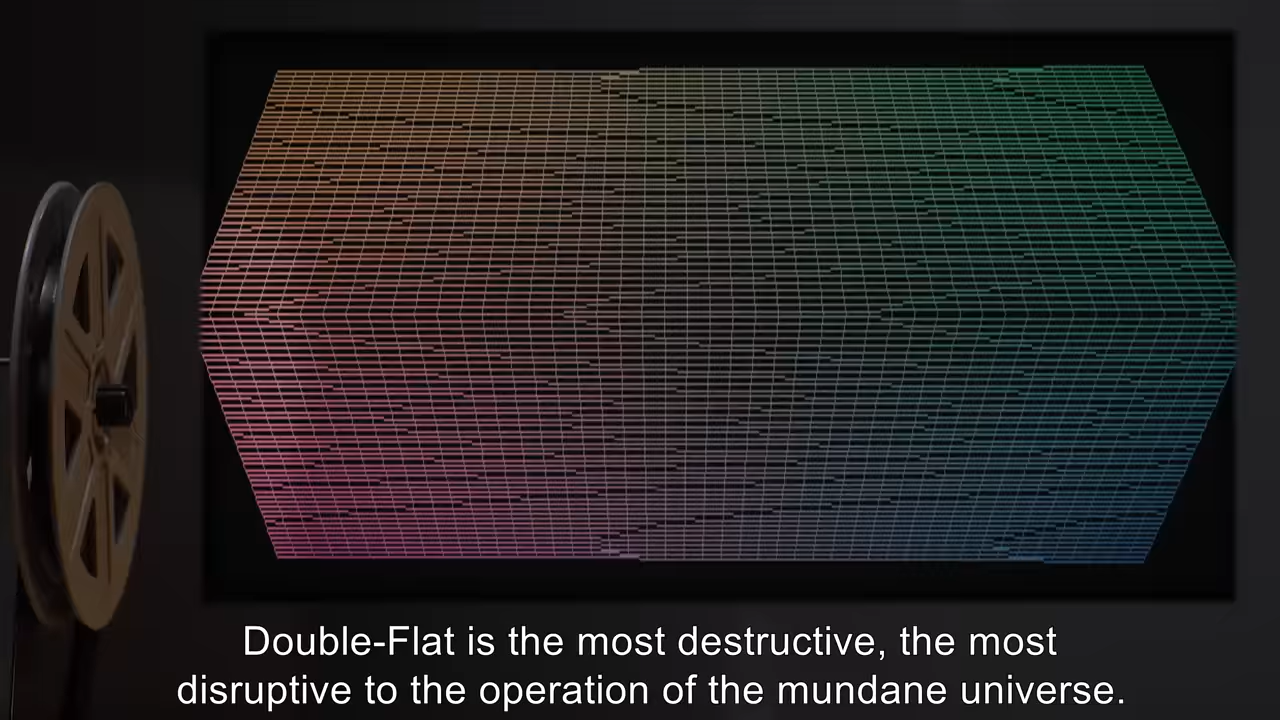 Double-Flat is the most destructive, the most
disruptive to the operation of the mundane universe.